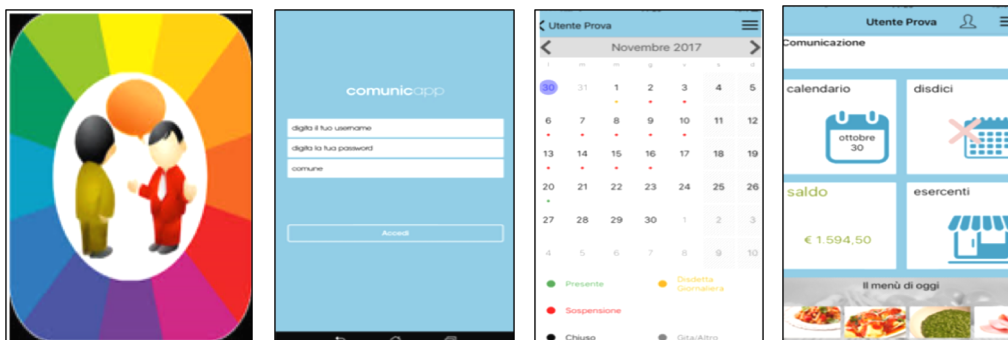 comunicapp
digita il tuo username
digita la tua password
comune
Accedi
Utente Prova
Novembre 2017
l m m g v s d
30 31 1 2 3 4 5
6 7 8 9 10 11 12
13 14 15 16 17 18 19
20 21 22 23 24 25 26
27 28 29 30 1 2 3
4 5 6 7 8 9 10
Presente
Disdetta
Giornaliera
Sospensione
Chiuso
Gita/Altro
Utente Prova
Comunicazione
calendario
ottobre
30
disdici
saldo
€ 1.594,50
esercenti
Il menù di oggi